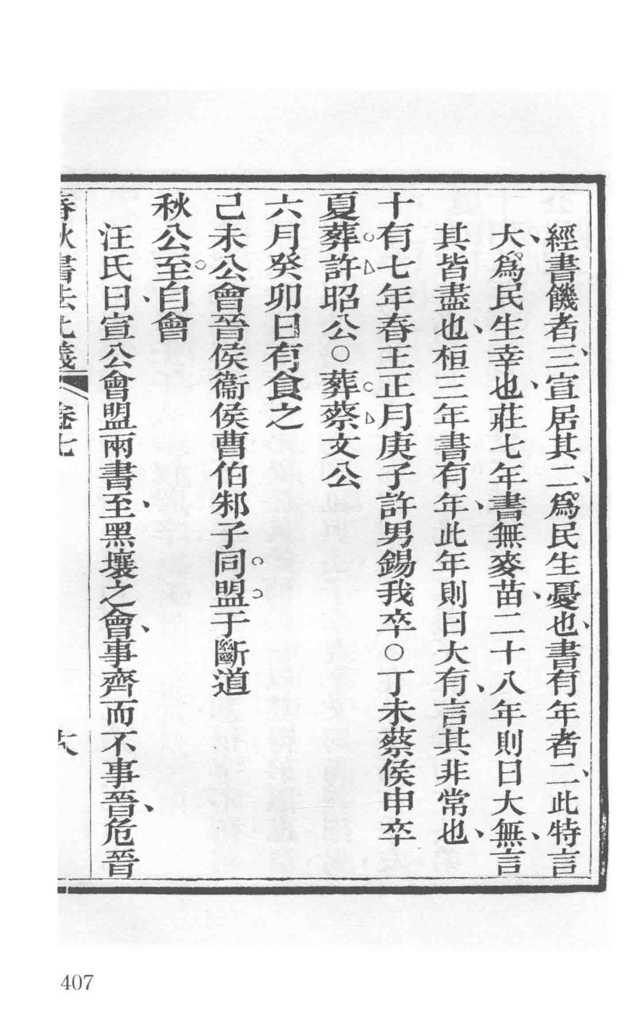 經書饑者三宣居其二爲民生憂也書有年者二此特言
大爲民生幸也莊七年書無麥苗二十八年則曰大無言
其皆盡也桓三年書有年此年則曰大有言其非常也
十有七年春王正月庚子許男錫我卒○丁未蔡侯申卒
夏葬許昭公○葬蔡文公
六月癸卯日有食之
己未公會晉侯衞侯曹伯邾子同盟于斷道
秋公至自會
汪氏曰宣公會盟兩書至黑壤之會事齊而不事晉危晉
春秋書法比義 卷七 十八
407